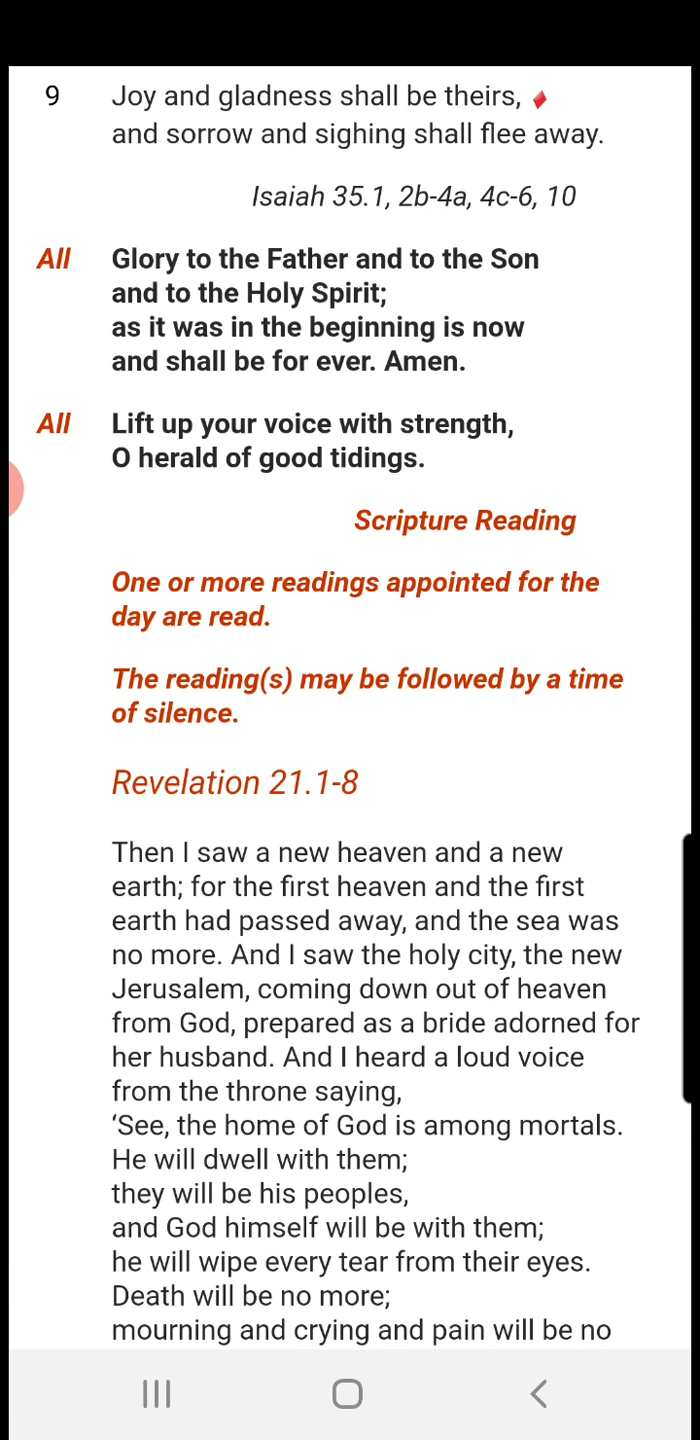 9 Joy and gladness shall be theirs, ♦
and sorrow and sighing shall flee away.
Isaiah 35.1, 2b-4a, 4c-6, 10
All Glory to the Father and to the Son
and to the Holy Spirit;
as it was in the beginning is now
and shall be for ever. Amen.
All Lift up your voice with strength,
O herald of good tidings.
Scripture Reading
One or more readings appointed for the
day are read.
The reading(s) may be followed by a time
of silence.
Revelation 21.1-8
Then I saw a new heaven and a new
earth; for the first heaven and the first
earth had passed away, and the sea was
no more. And I saw the holy city, the new
Jerusalem, coming down out of heaven
from God, prepared as a bride adorned for
her husband. And I heard a loud voice
from the throne saying,
‘See, the home of God is among mortals.
He will dwell with them;
they will be his peoples,
and God himself will be with them;
he will wipe every tear from their eyes.
Death will be no more;
mourning and crying and pain will be no